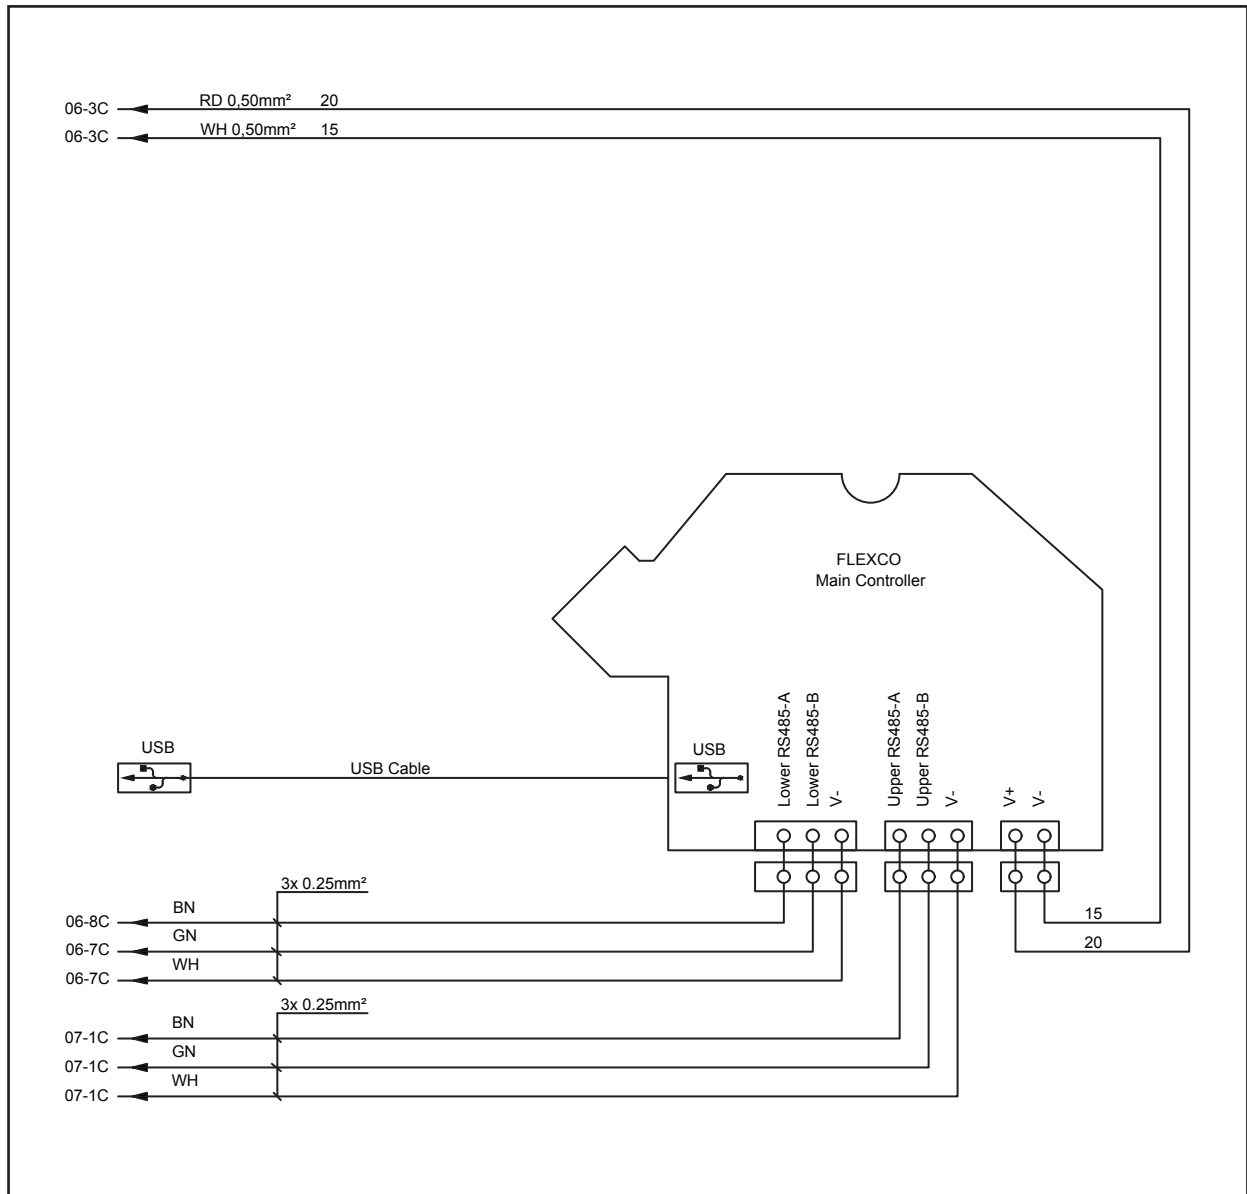 06-3C RD 0,50mm² 20
06-3C WH 0,50mm² 15
FLEXCO
Main Controller
Lower RS485-A
Lower RS485-B
V-
Upper RS485-A
Upper RS485-B
V-
V+
V-
USB
USB Cable
USB
3x 0.25mm²
06-8C BN
06-7C GN
06-7C WH
15
20
3x 0.25mm²
07-1C BN
07-1C GN
07-1C WH